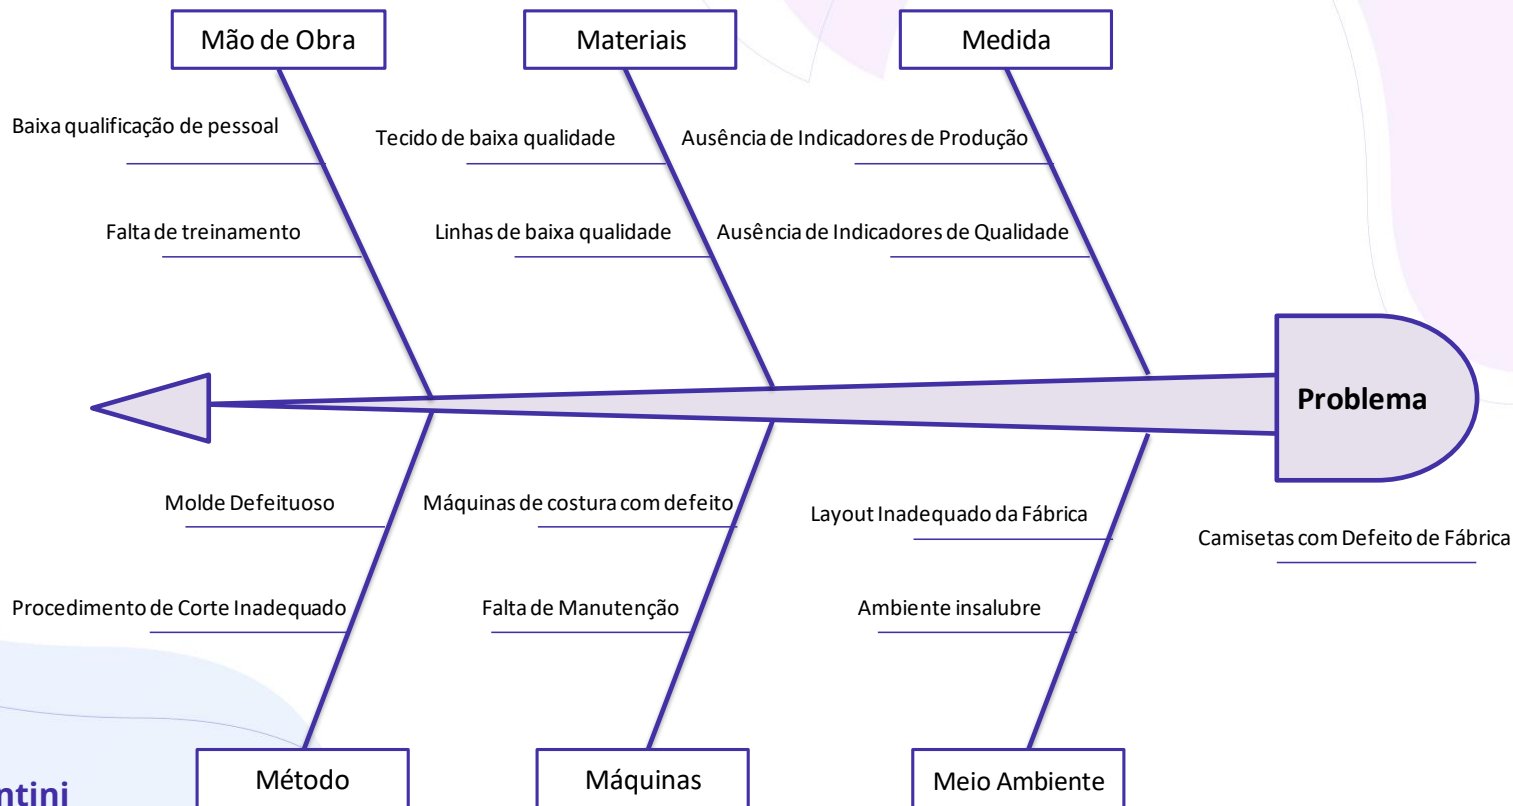 Mão de Obra
Materiais
Medida
Baixa qualificação de pessoal
Tecido de baixa qualidade
Ausência de Indicadores de Produção
Falta de treinamento
Linhas de baixa qualidade
Ausência de Indicadores de Qualidade
Problema
Molde Defeituoso
Máquinas de costura com defeito
Layout Inadequado da Fábrica
Camisetas com Defeito de Fábrica
Procedimento de Corte Inadequado
Falta de Manutenção
Ambiente insalubre
Método
Máquinas
Meio Ambiente
ntini